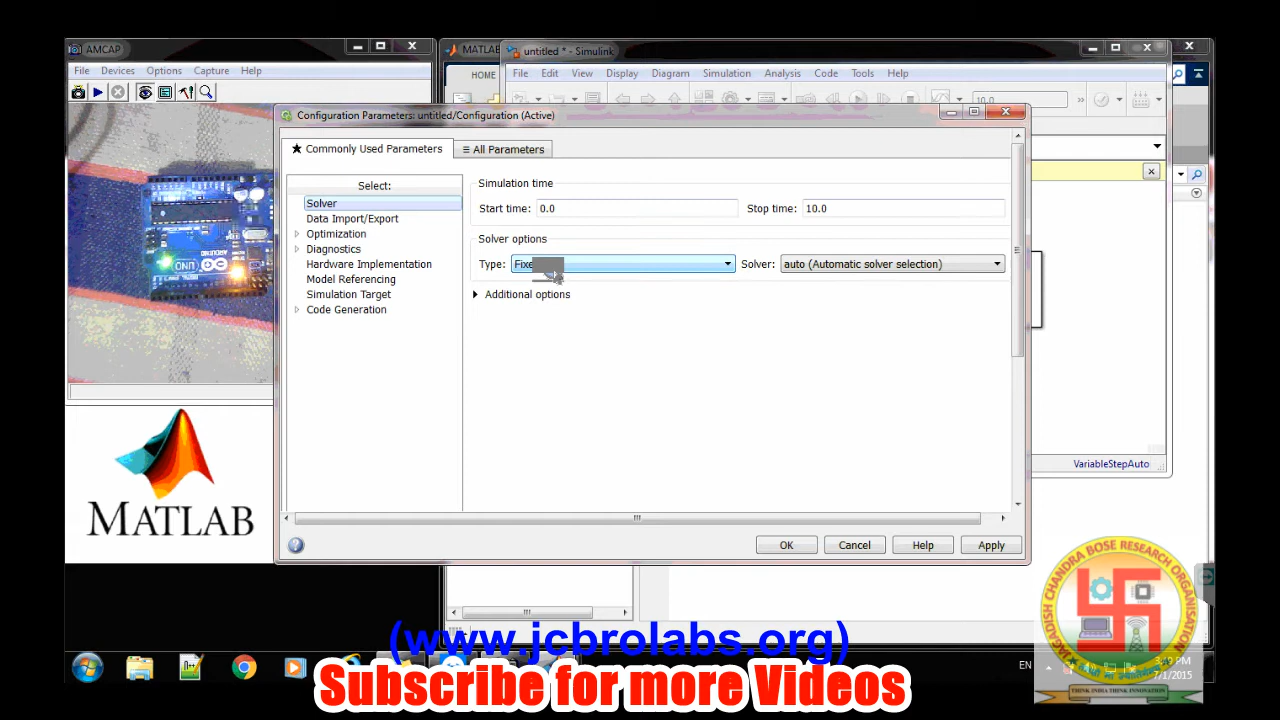 AMCAP
File Devices Options Capture Help
MATLAB
untitled * - Simulink
HOME
File Edit View Display Diagram Simulation Analysis Code Tools Help
10.0
Configuration Parameters: untitled/Configuration (Active)
★ Commonly Used Parameters
≡ All Parameters
Select:
Solver
Data Import/Export
Optimization
Diagnostics
Hardware Implementation
Model Referencing
Simulation Target
Code Generation
Simulation time
Start time: 0.0
Stop time: 10.0
Solver options
Type:
Solver: auto (Automatic solver selection)
Additional options
OK
Cancel
Help
Apply
VariableStepAuto
UNO
MATLAB
JAGADISH CHANDRA BOSE RESEARCH ORGANISATION
THINK INDIA THINK INNOVATION
(www.jcbrolabs.org)
Subscribe for more Videos
EN
7/1/2015